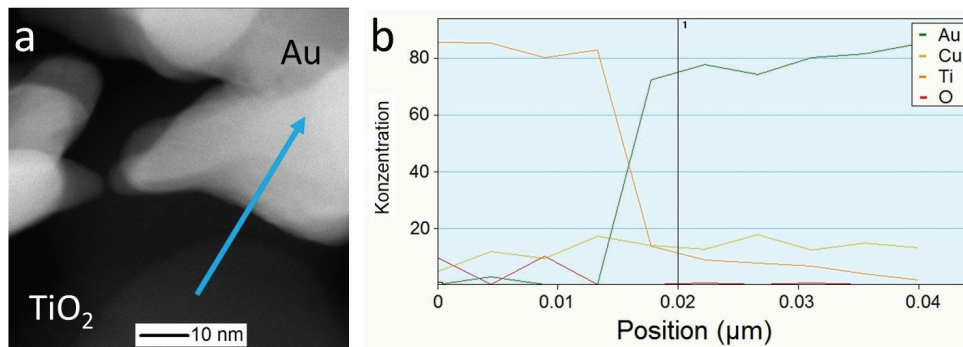 a
Au
TiO₂
10 nm
b
Konzentration
80
60
40
20
0
0.01
0.02
0.03
0.04
Position (µm)
1
Au
Cu
Ti
O